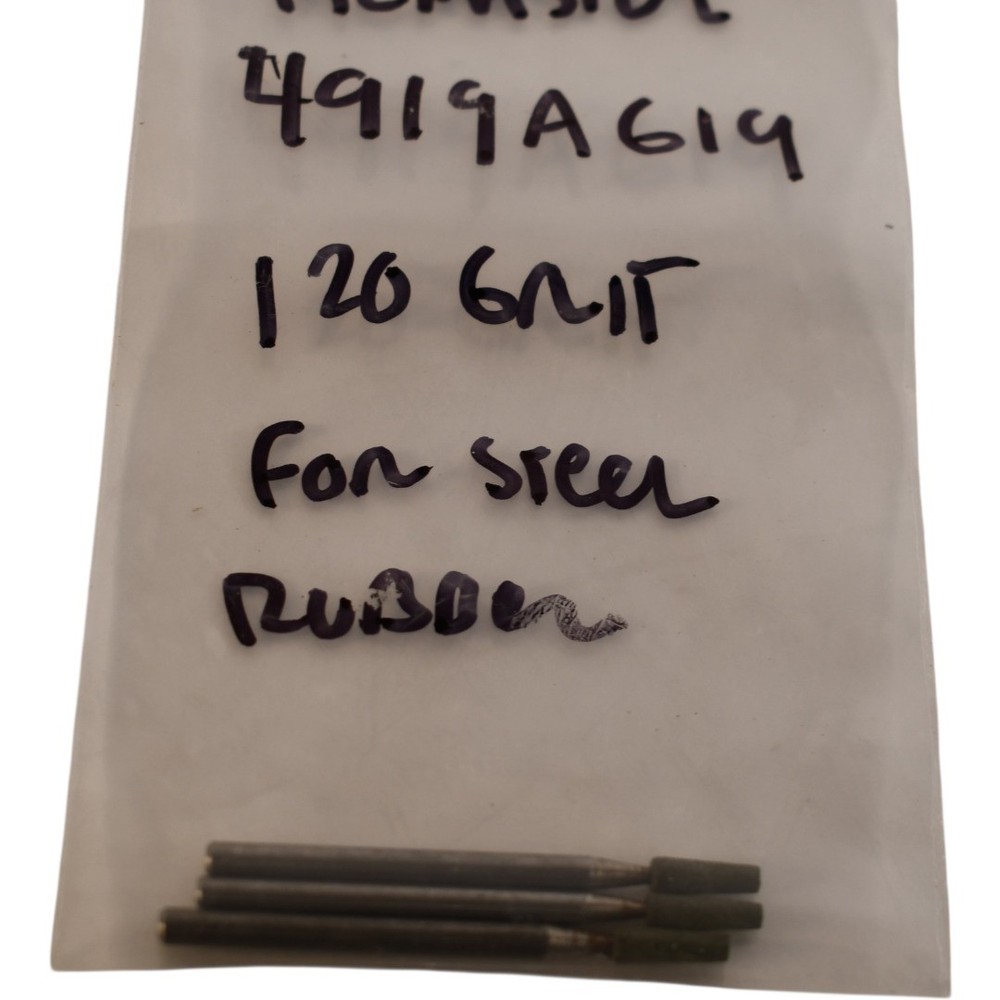 4919A619
120 GRIT
For STEEL
RUBBER